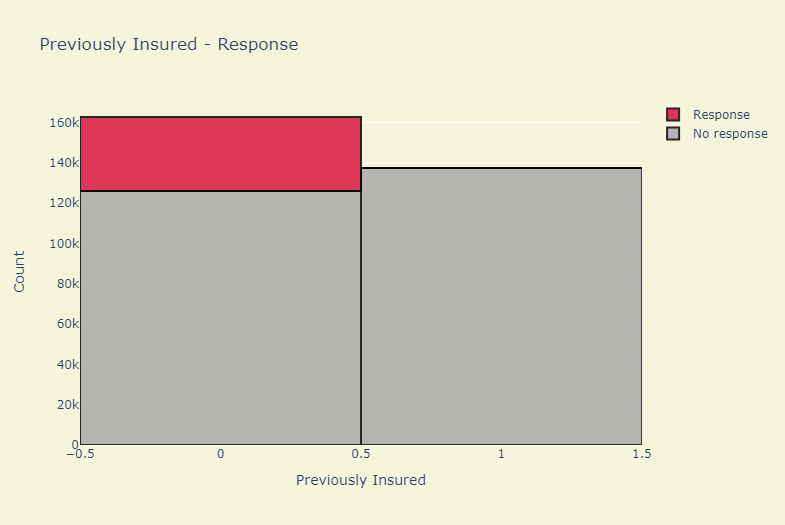 Previously Insured - Response
Response
No response
160k
140k
120k
100k
80k
60k
40k
20k
0
Count
−0.5
0
0.5
1
1.5
Previously Insured